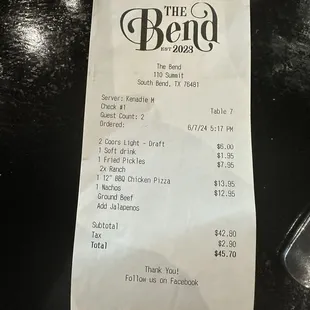 THE
Bend
EST 2023
The Bend
110 Summit
South Bend, TX 76481
Server: Kenadie M
Check #1 Table 7
Guest Count: 2
Ordered: 6/7/24 5:17 PM
2 Coors Light - Draft $6.00
1 Soft drink $1.95
1 Fried Pickles $7.95
2x Ranch
1 12" BBQ Chicken Pizza $13.95
1 Nachos $12.95
Ground Beef
Add Jalapenos
Subtotal $42.80
Tax $2.90
Total $45.70
Thank You!
Follow us on Facebook